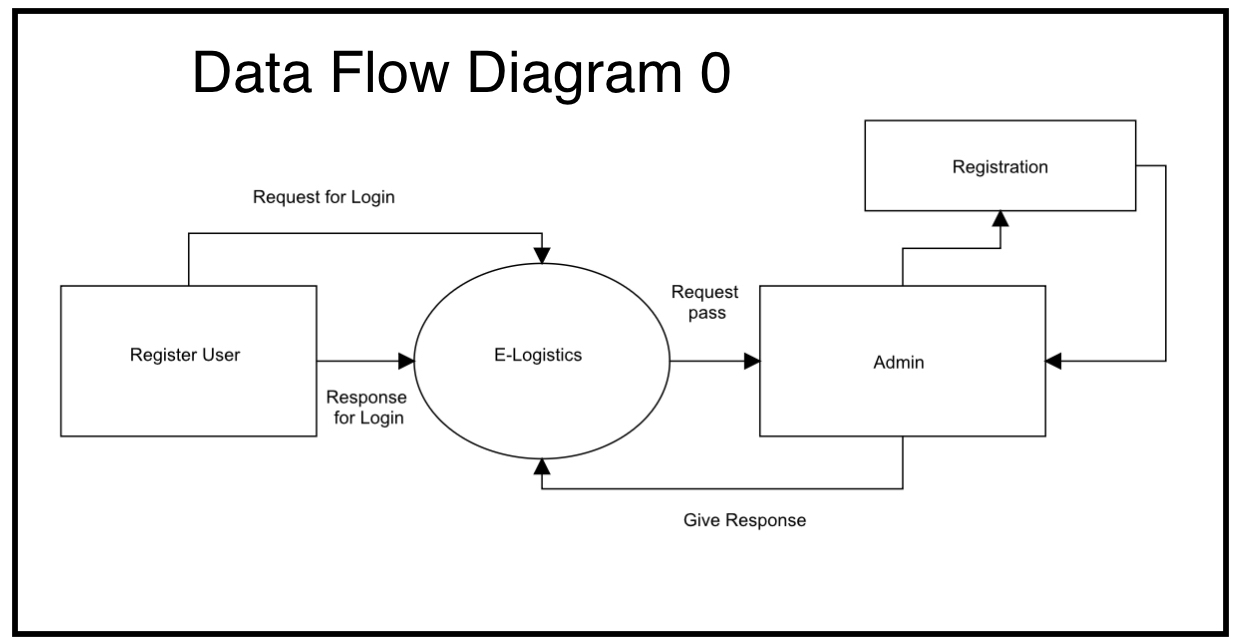 Data Flow Diagram 0
Registration
Request for Login
Request
pass
Register User
E-Logistics
Admin
Response
for Login
Give Response